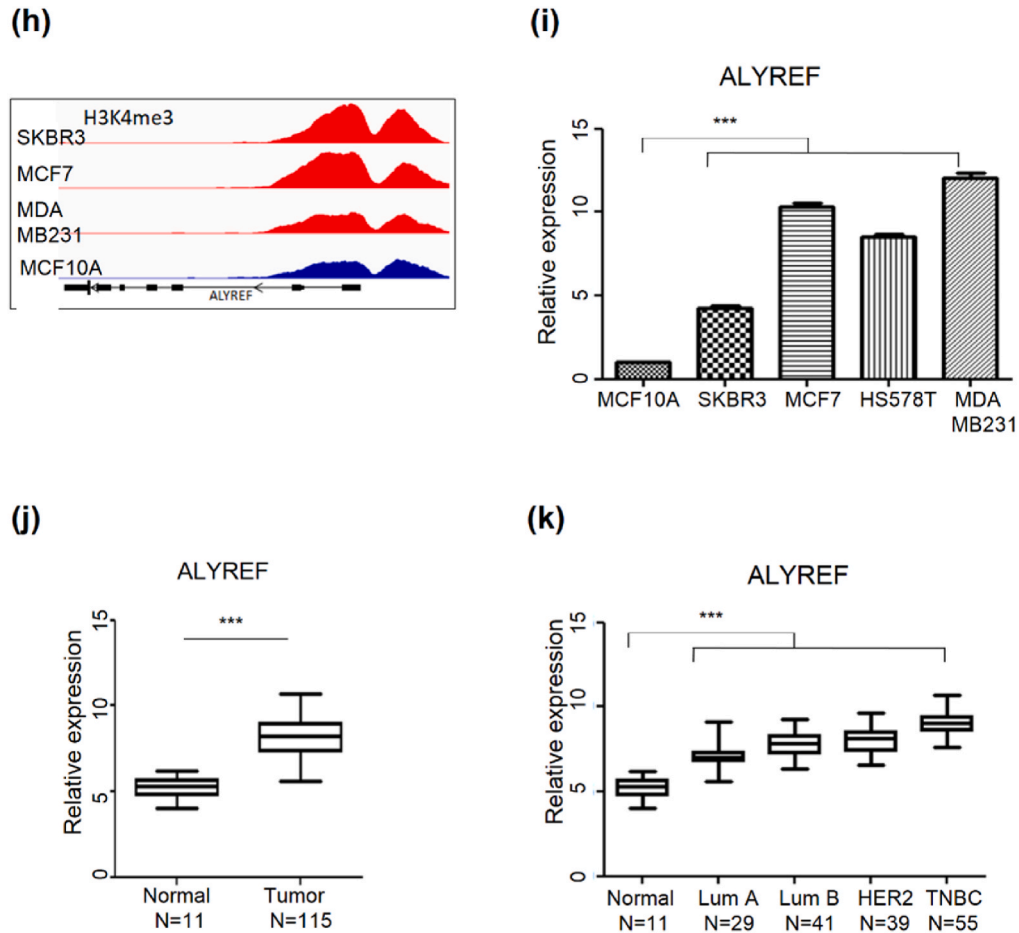 (h)
H3K4me3
SKBR3
MCF7
MDA
MB231
MCF10A
ALYREF
(i)
ALYREF
***
Relative expression
15
10
5
0
MCF10A SKBR3 MCF7 HS578T MDA
MB231
(j)
ALYREF
***
Relative expression
15
10
5
0
Normal Tumor
N=11 N=115
(k)
ALYREF
***
Relative expression
15
10
5
0
Normal Lum A Lum B HER2 TNBC
N=11 N=29 N=41 N=39 N=55